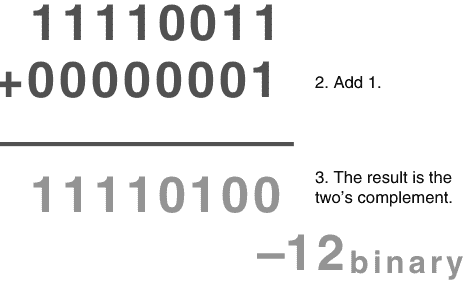 11110011
+00000001
2. Add 1.
11110100
3. The result is the
two's complement.
–12binary